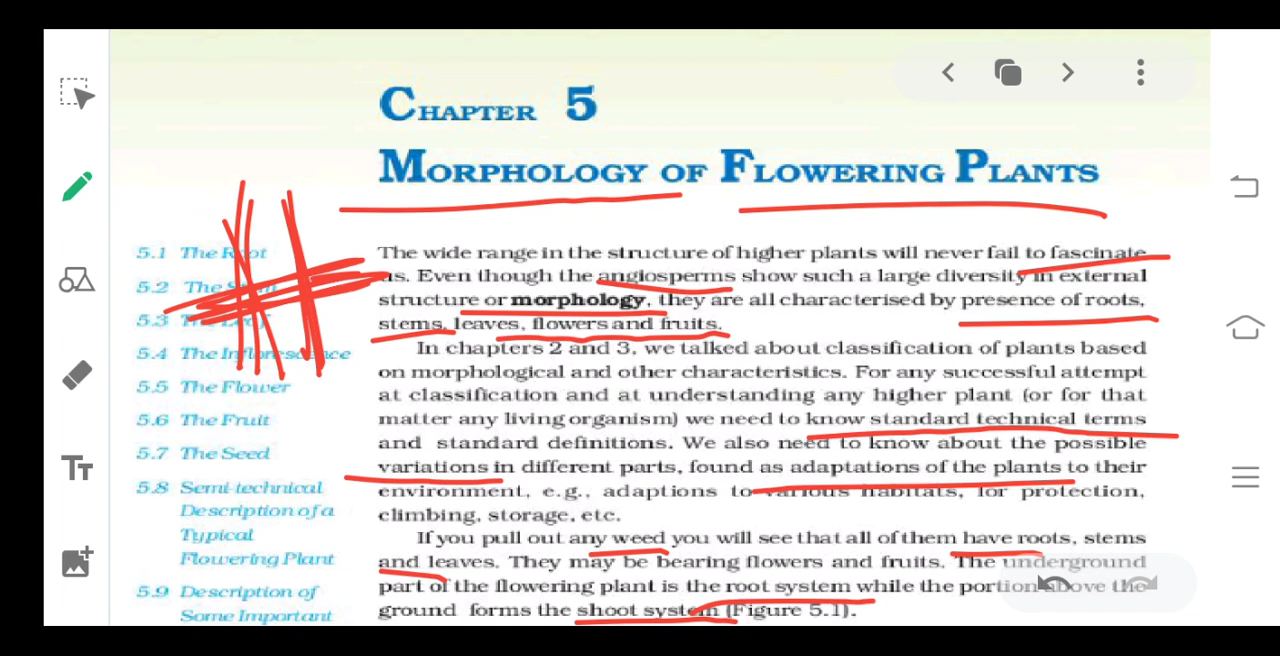 CHAPTER 5
MORPHOLOGY OF FLOWERING PLANTS
5.1 The Root
5.2 The Stem
5.3 The Leaf
5.4 The Inflorescence
5.5 The Flower
5.6 The Fruit
5.7 The Seed
5.8 Semi-technical
Description of a
Typical
Flowering Plant
5.9 Description of
Some Important
The wide range in the structure of higher plants will never fail to fascinate
us. Even though the angiosperms show such a large diversity in external
structure or morphology, they are all characterised by presence of roots,
stems, leaves, flowers and fruits.
In chapters 2 and 3, we talked about classification of plants based
on morphological and other characteristics. For any successful attempt
at classification and at understanding any higher plant (or for that
matter any living organism) we need to know standard technical terms
and standard definitions. We also need to know about the possible
variations in different parts, found as adaptations of the plants to their
environment, e.g., adaptions to various habitats, for protection,
climbing, storage, etc.
If you pull out any weed you will see that all of them have roots, stems
and leaves. They may be bearing flowers and fruits. The underground
part of the flowering plant is the root system while the portion above the
ground forms the shoot system (Figure 5.1).
TT